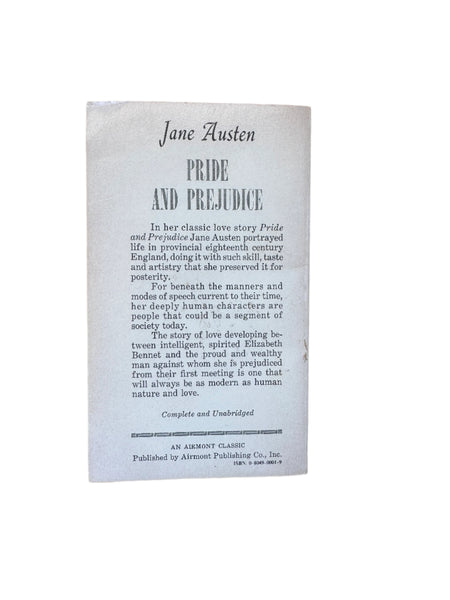 Jane Austen
PRIDE
AND PREJUDICE
In her classic love story Pride
and Prejudice Jane Austen portrayed
life in provincial eighteenth century
England, doing it with such skill, taste
and artistry that she preserved it for
posterity.
For beneath the manners and
modes of speech current to their time,
her deeply human characters are
people that could be a segment of
society today.
The story of love developing be-
tween intelligent, spirited Elizabeth
Bennet and the proud and wealthy
man against whom she is prejudiced
from their first meeting is one that
will always be as modern as human
nature and love.
Complete and Unabridged
AN AIRMONT CLASSIC
Published by Airmont Publishing Co., Inc.
ISBN: 0-8049-0001-9